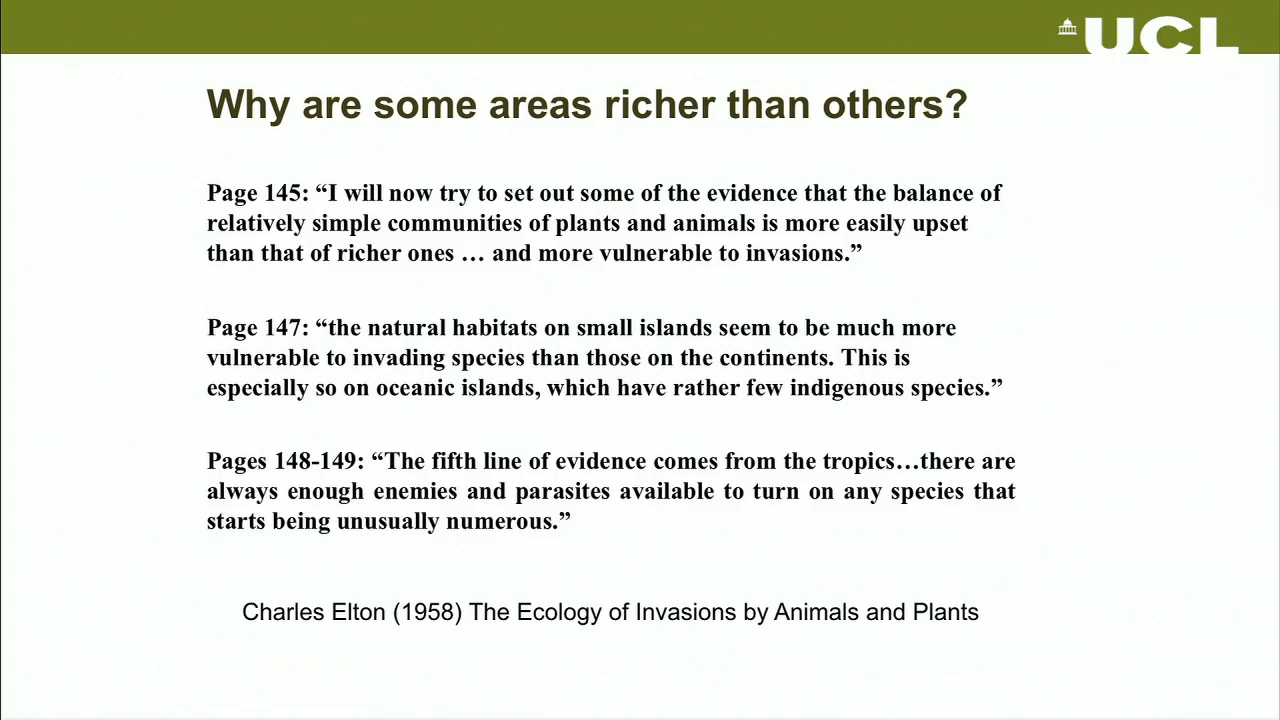 UCL
Why are some areas richer than others?
Page 145: “I will now try to set out some of the evidence that the balance of
relatively simple communities of plants and animals is more easily upset
than that of richer ones … and more vulnerable to invasions.”
Page 147: “the natural habitats on small islands seem to be much more
vulnerable to invading species than those on the continents. This is
especially so on oceanic islands, which have rather few indigenous species.”
Pages 148-149: “The fifth line of evidence comes from the tropics…there are
always enough enemies and parasites available to turn on any species that
starts being unusually numerous.”
Charles Elton (1958) The Ecology of Invasions by Animals and Plants